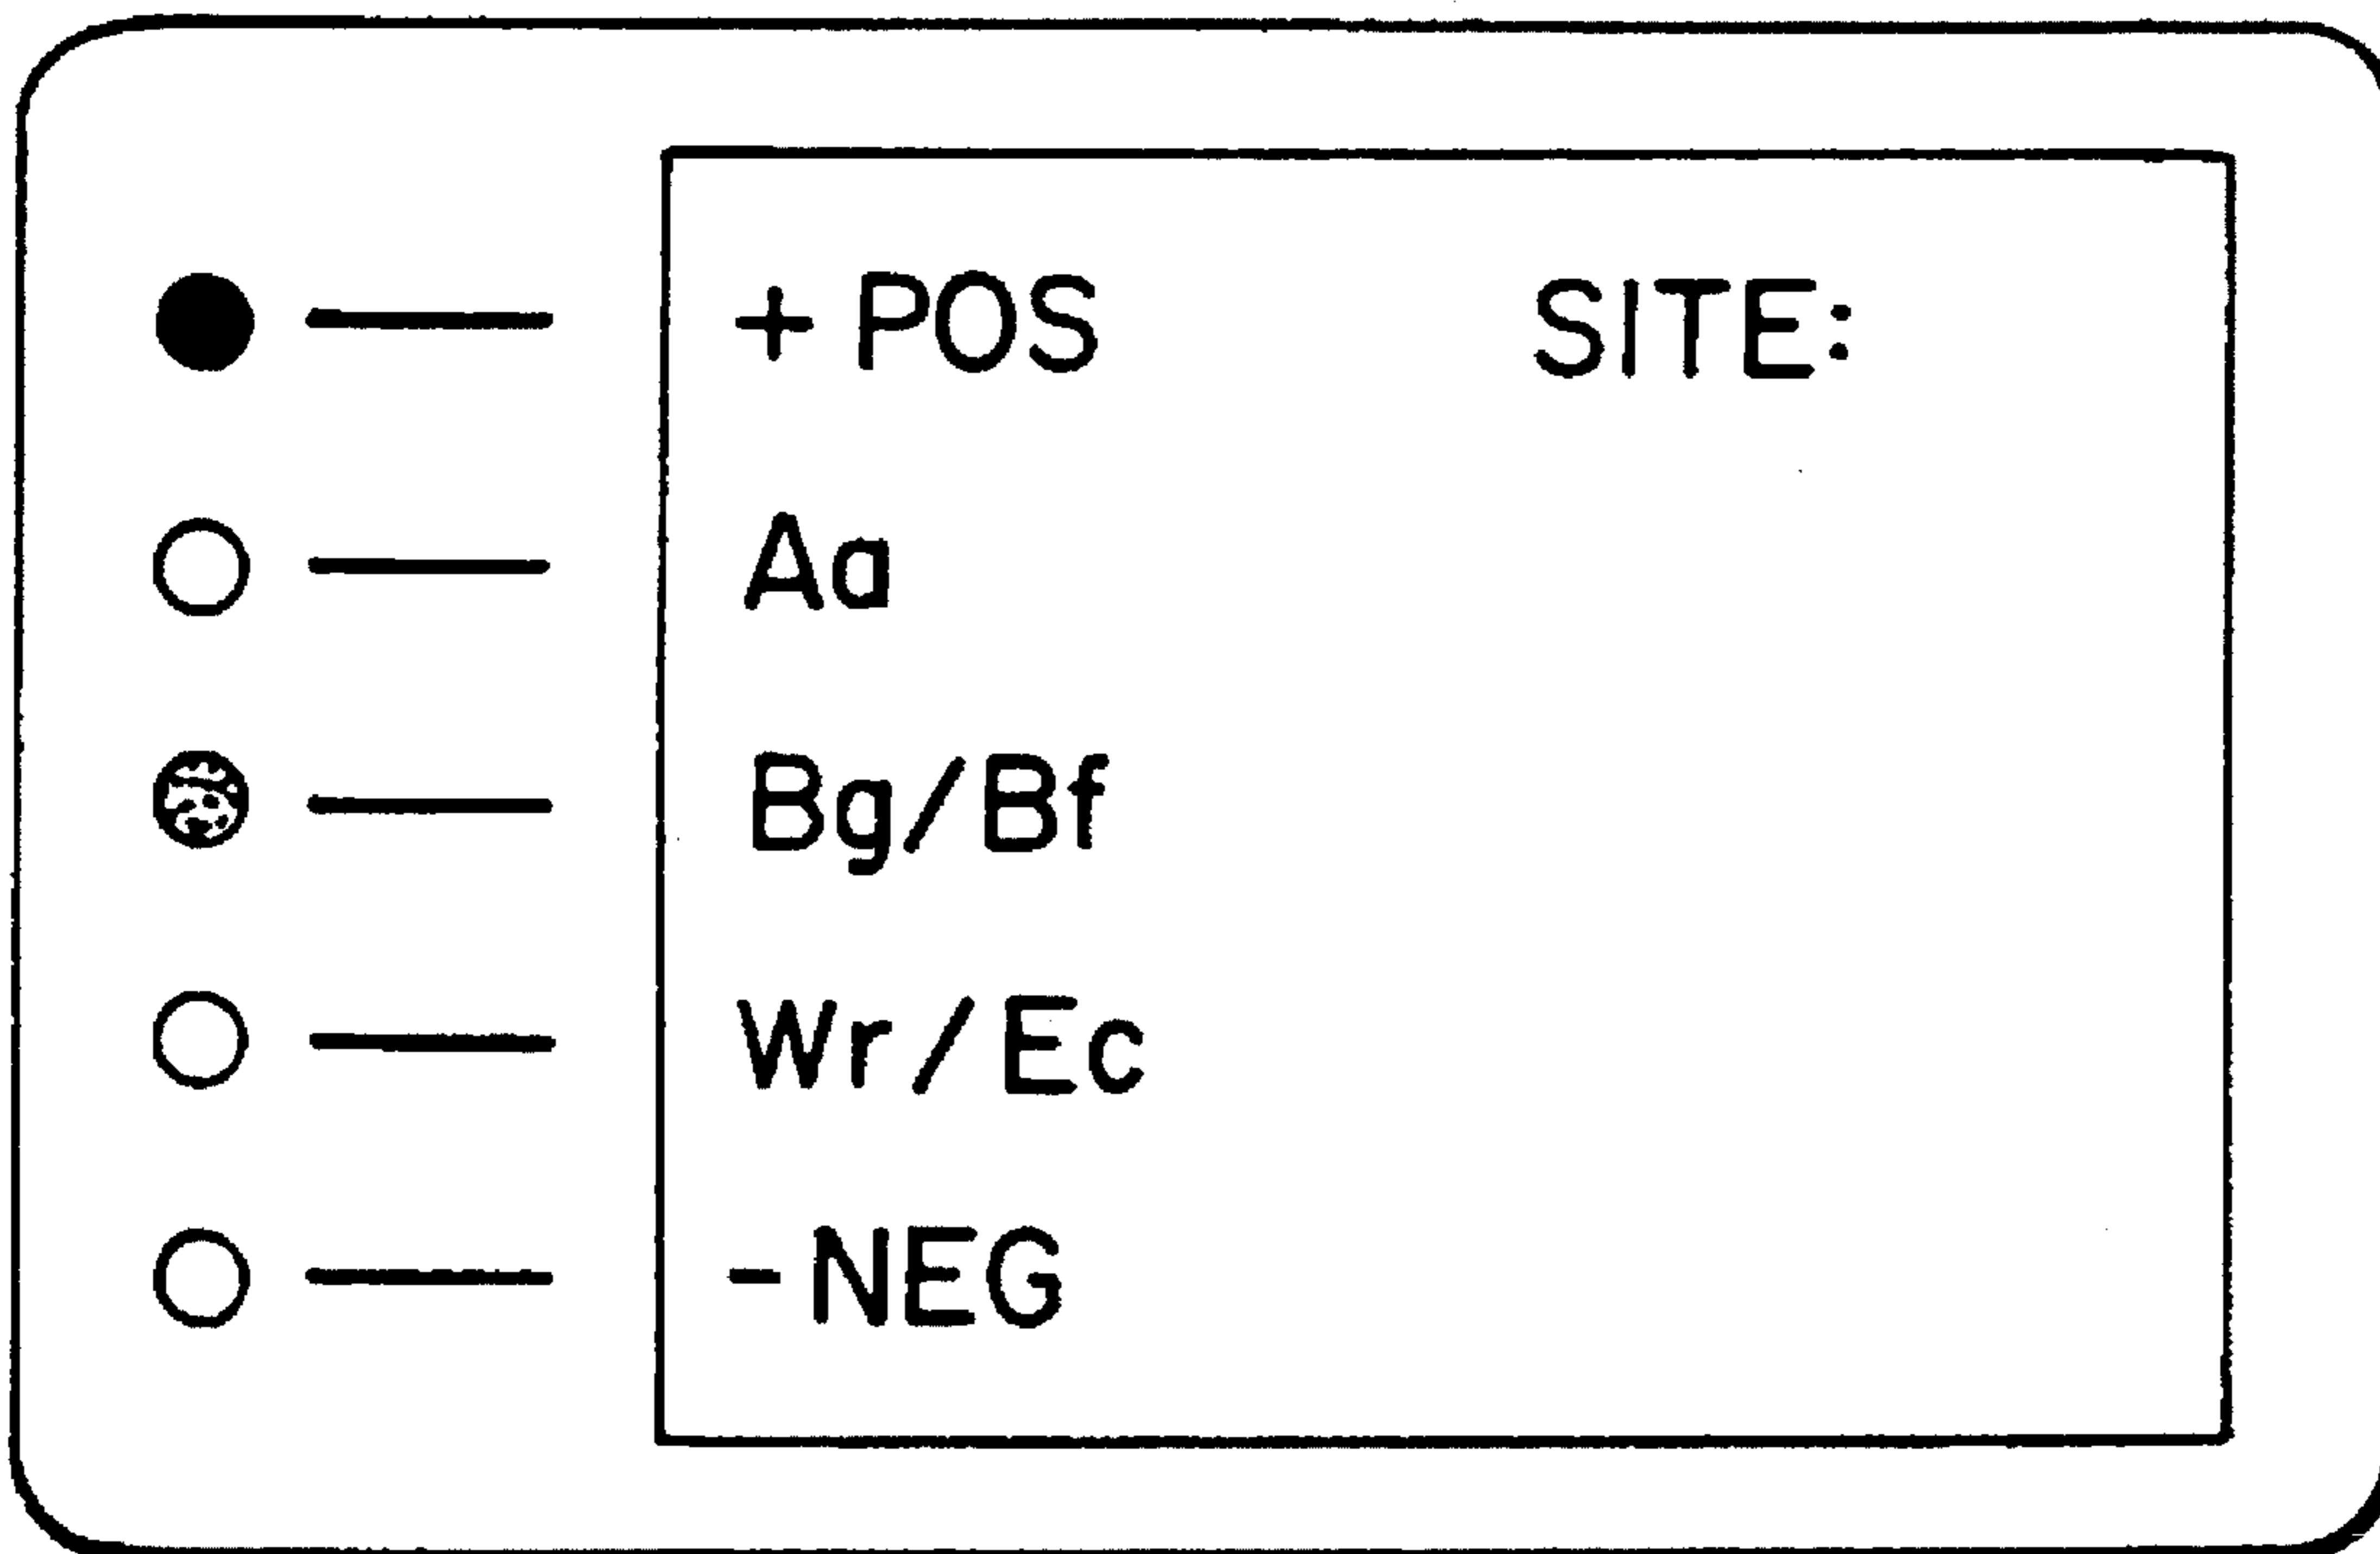 + POS SITE:
Aa
Bg/Bf
Wr/Ec
- NEG